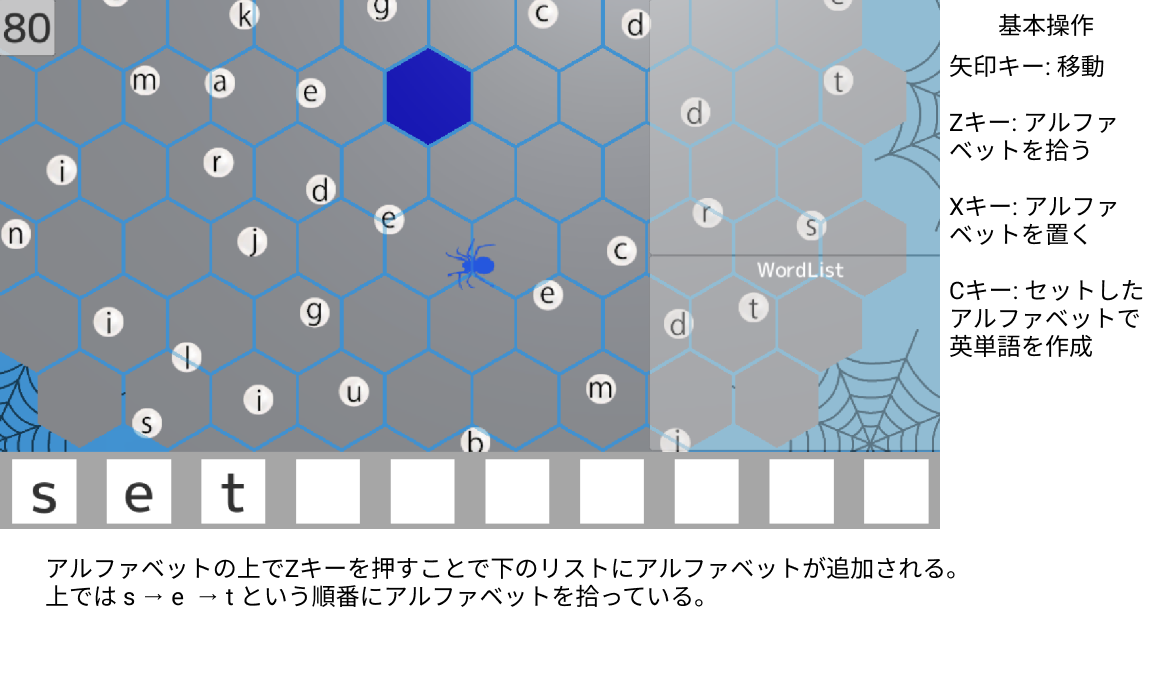 80
k
g
c
d
m
a
e
t
d
i
r
d
r
s
n
j
e
c
WordList
i
g
e
d
t
l
s
i
u
m
b
j
s e t
基本操作
矢印キー: 移動
Zキー: アルファ
ベットを拾う
Xキー: アルファ
ベットを置く
Cキー: セットした
アルファベットで
英単語を作成
アルファベットの上でZキーを押すことで下のリストにアルファベットが追加される。
上では s → e → t という順番にアルファベットを拾っている。